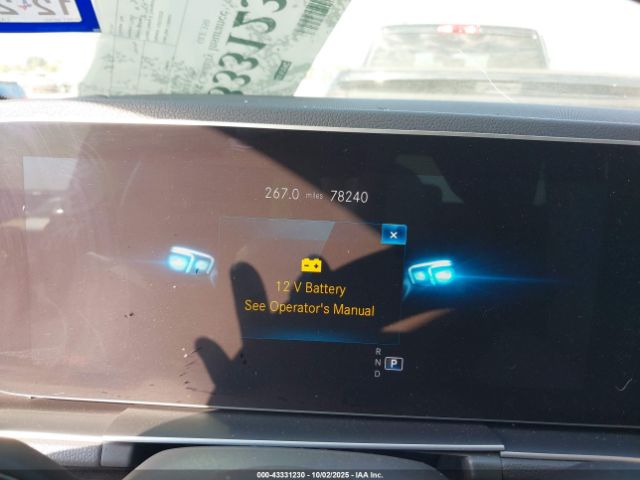 267.0 miles 78240
×
12 V Battery
See Operator's Manual
R
N P
D
000-43331230 - 10/02/2025 - IAA Inc.